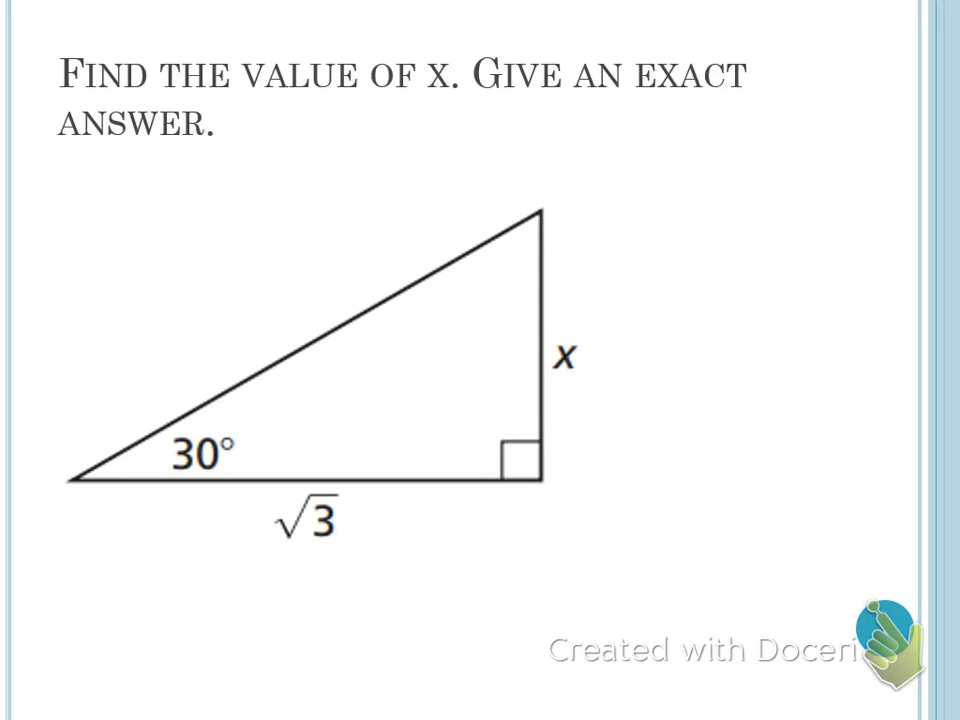 FIND THE VALUE OF X. GIVE AN EXACT
ANSWER.
x
30°
√3
Created with Doceri